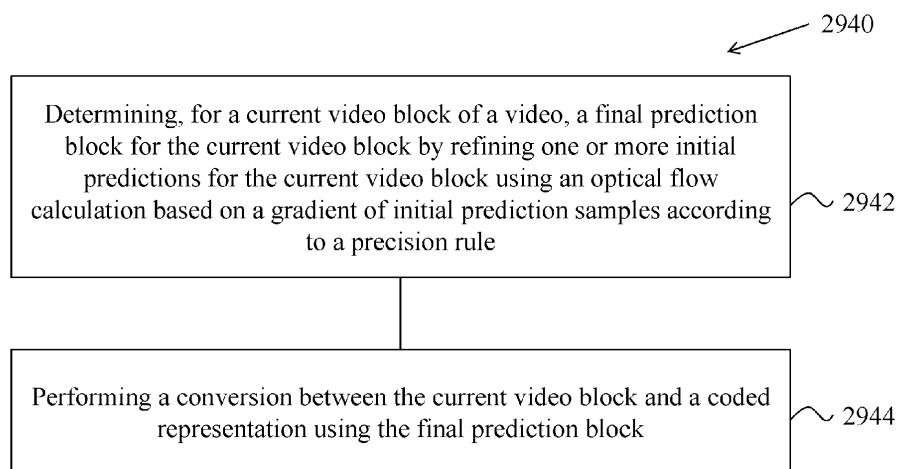 2940
Determining, for a current video block of a video, a final prediction
block for the current video block by refining one or more initial
predictions for the current video block using an optical flow
calculation based on a gradient of initial prediction samples according
to a precision rule
2942
Performing a conversion between the current video block and a coded
representation using the final prediction block
2944